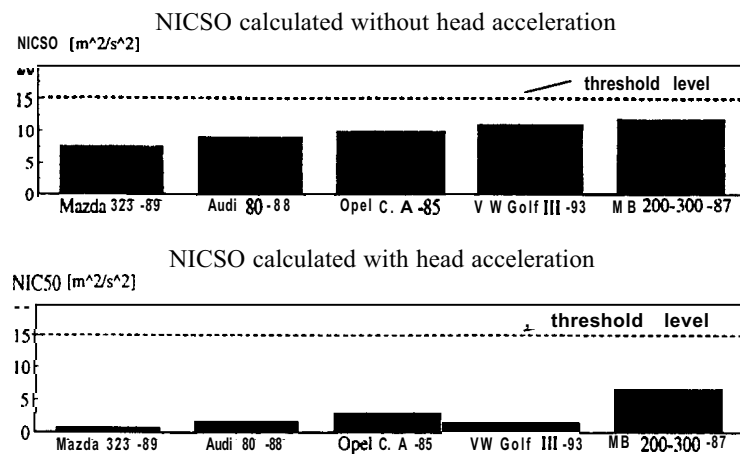 NICSO calculated without head acceleration
NICSO [m^2/s^2]
threshold level
15
10
5
0
Mazda 323 -89 Audi 80 -88 Opel C. A -85 V W Golf III -93 M B 200-300 -87
NICSO calculated with head acceleration
NIC50 [m^2/s^2]
threshold level
15
10
5
0
Mazda 323 -89 Audi 80 -88 Opel C. A -85 VW Golf III -93 M B 200-300 -87